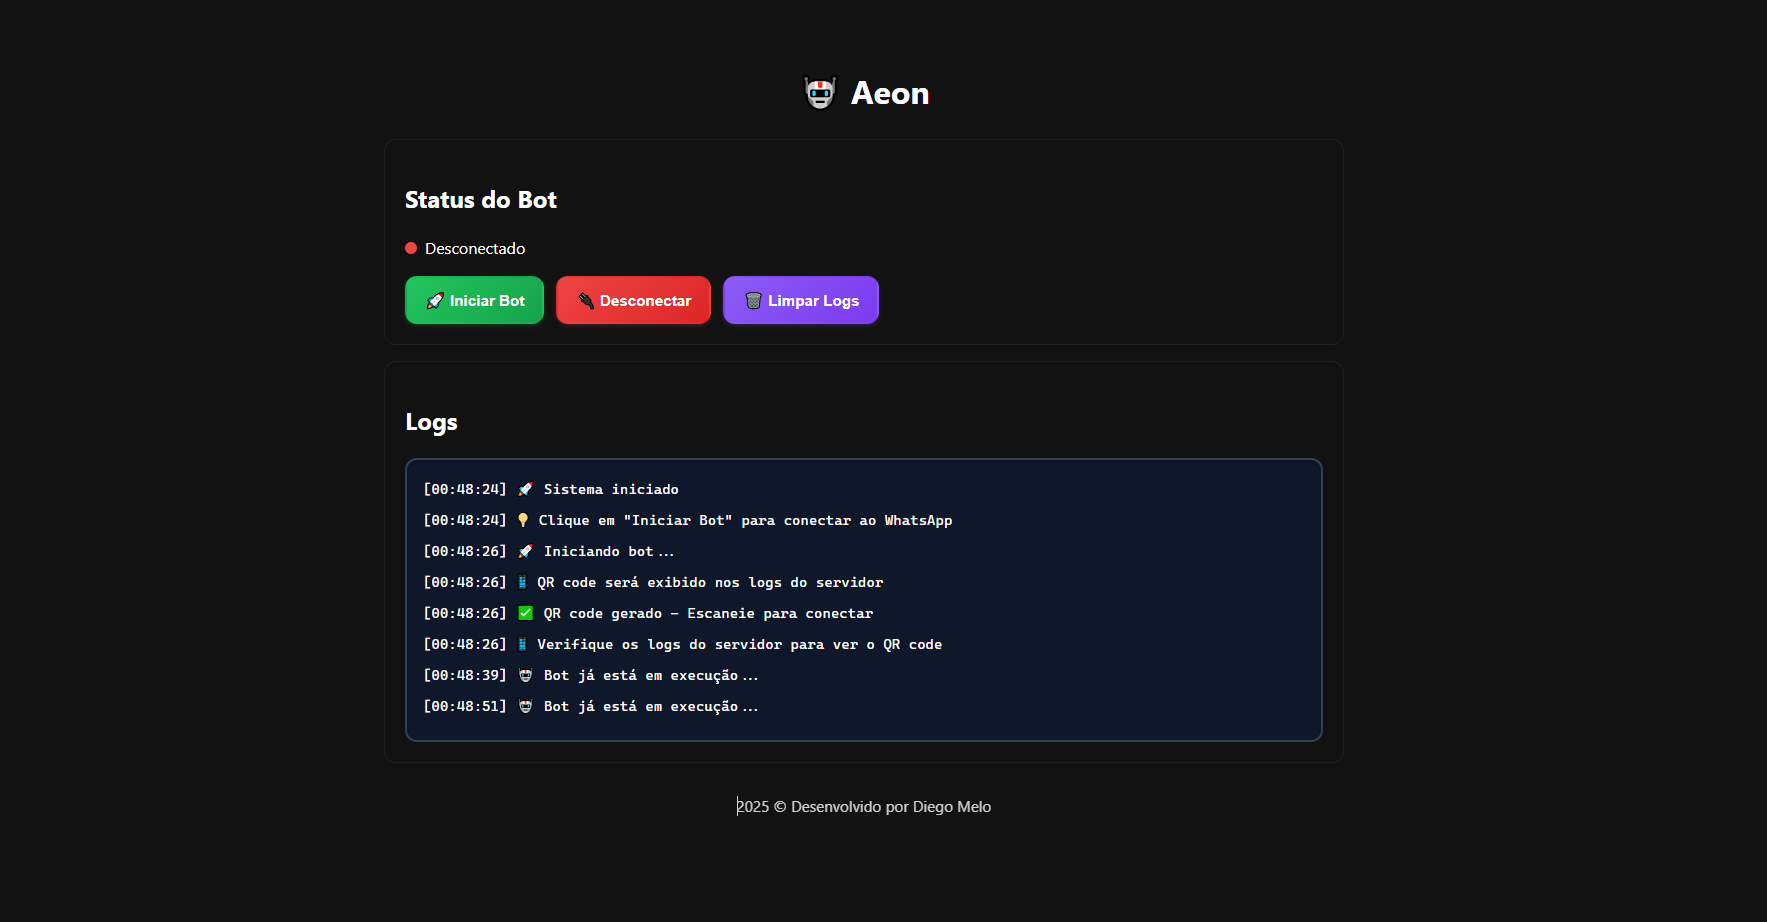 Aeon
Status do Bot
Desconectado
Iniciar Bot
Desconectar
Limpar Logs
Logs
[00:48:24] 🚀 Sistema iniciado
[00:48:24] 💡 Clique em "Iniciar Bot" para conectar ao WhatsApp
[00:48:26] 🚀 Iniciando bot...
[00:48:26] 📱 QR code será exibido nos logs do servidor
[00:48:26] ✅ QR code gerado - Escaneie para conectar
[00:48:26] 📱 Verifique os logs do servidor para ver o QR code
[00:48:39] 🤖 Bot já está em execução...
[00:48:51] 🤖 Bot já está em execução...
2025 © Desenvolvido por Diego Melo